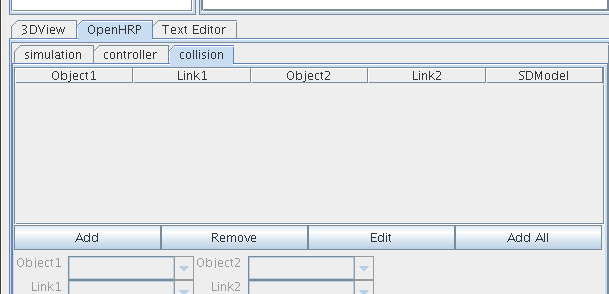 3DView OpenHRP Text Editor
simulation controller collision
Object1 Link1 Object2 Link2 SDModel
Add Remove Edit Add All
Object1 Object2
Link1 Link2